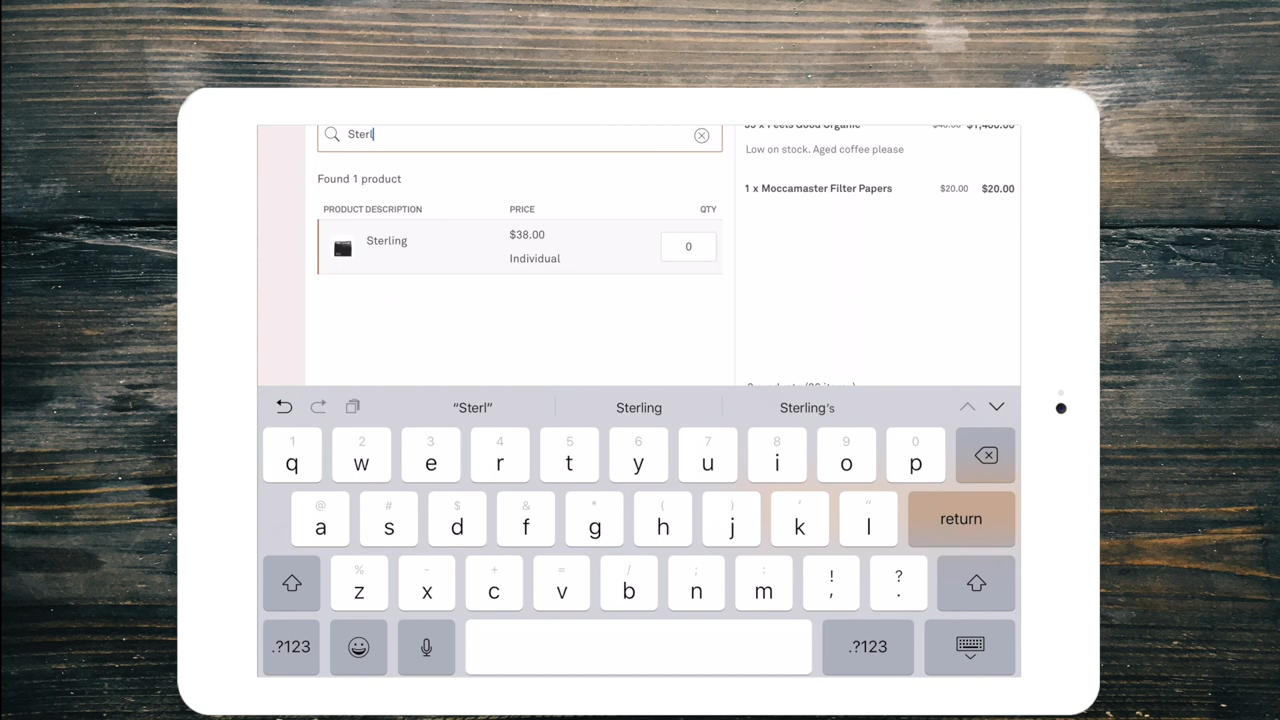 Sterl
35 x Feels Good Organic $40.00 $1,400.00
Low on stock. Aged coffee please
Found 1 product
1 x Moccamaster Filter Papers $20.00 $20.00
PRODUCT DESCRIPTION PRICE QTY
Sterling $38.00 0
Individual
“Sterl” Sterling Sterling’s
1 2 3 4 5 6 7 8 9 0
q w e r t y u i o p
@ # $ & * ( ) ‘ “
a s d f g h j k l return
% - + = / ; : ! ?
z x c v b n m , .
.?123 .?123